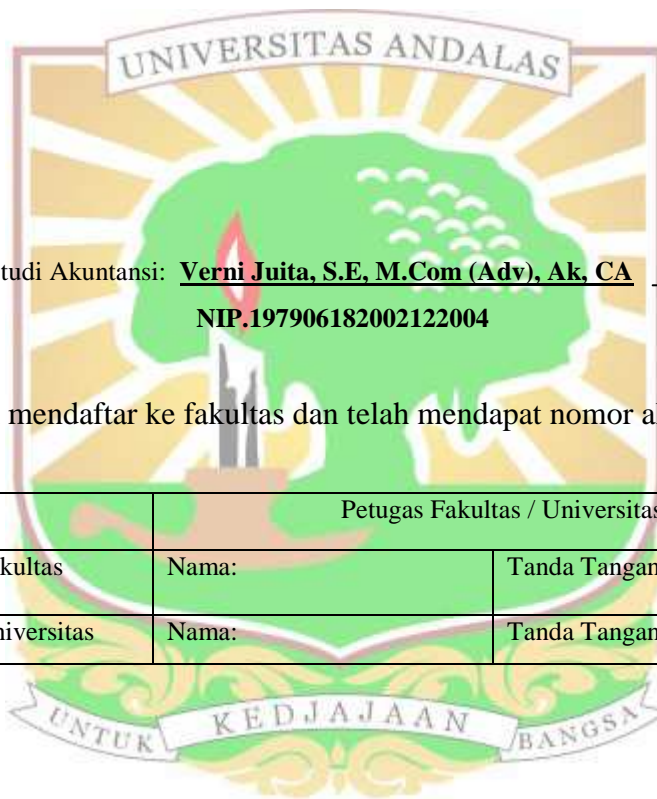 UNIVERSITAS ANDALAS
tudi Akuntansi: Verni Juita, S.E, M.Com (Adv), Ak, CA
NIP.197906182002122004
mendaftar ke fakultas dan telah mendapat nomor a
Petugas Fakultas / Universitas
kultas Nama: Tanda Tangan
niversitas Nama: Tanda Tangan
UNTUK KEDJAJAAN BANGSA